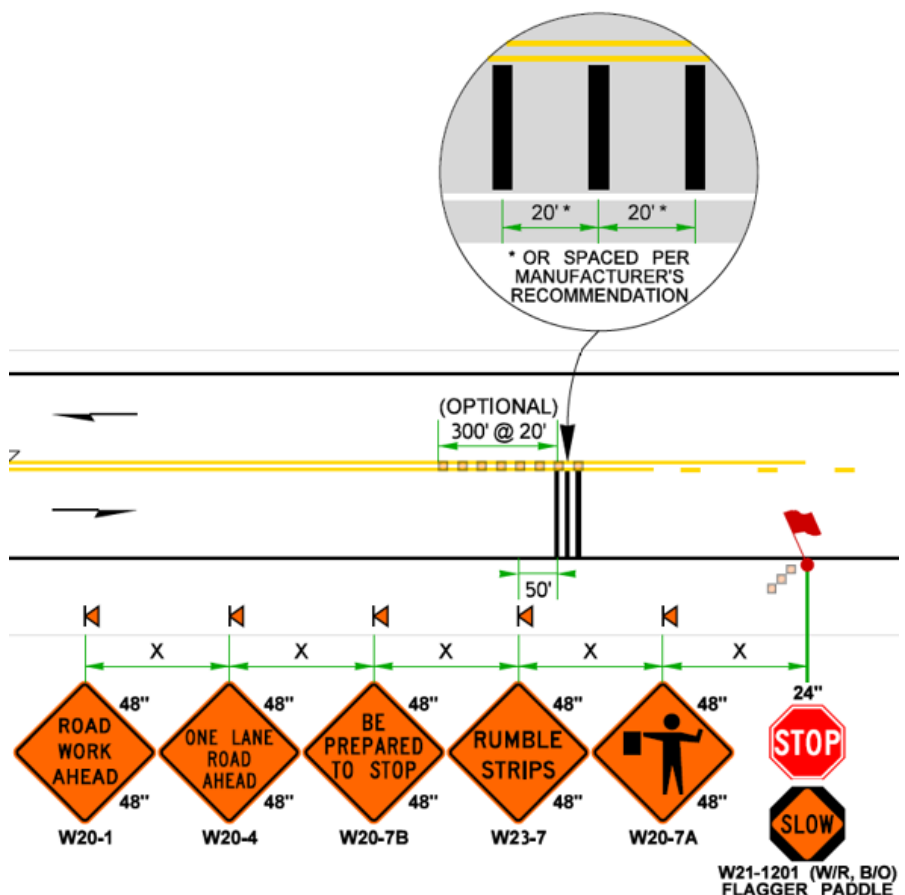 20' *
20' *
* OR SPACED PER
MANUFACTURER'S
RECOMMENDATION
(OPTIONAL)
300' @ 20'
50'
X
X
X
X
X
48"
48"
48"
48"
48"
24"
ROAD
WORK
AHEAD
ONE LANE
ROAD
AHEAD
BE
PREPARED
TO STOP
RUMBLE
STRIPS
STOP
SLOW
48"
48"
48"
48"
48"
W20-1
W20-4
W20-7B
W23-7
W20-7A
W21-1201 (W/R, B/O)
FLAGGER PADDLE